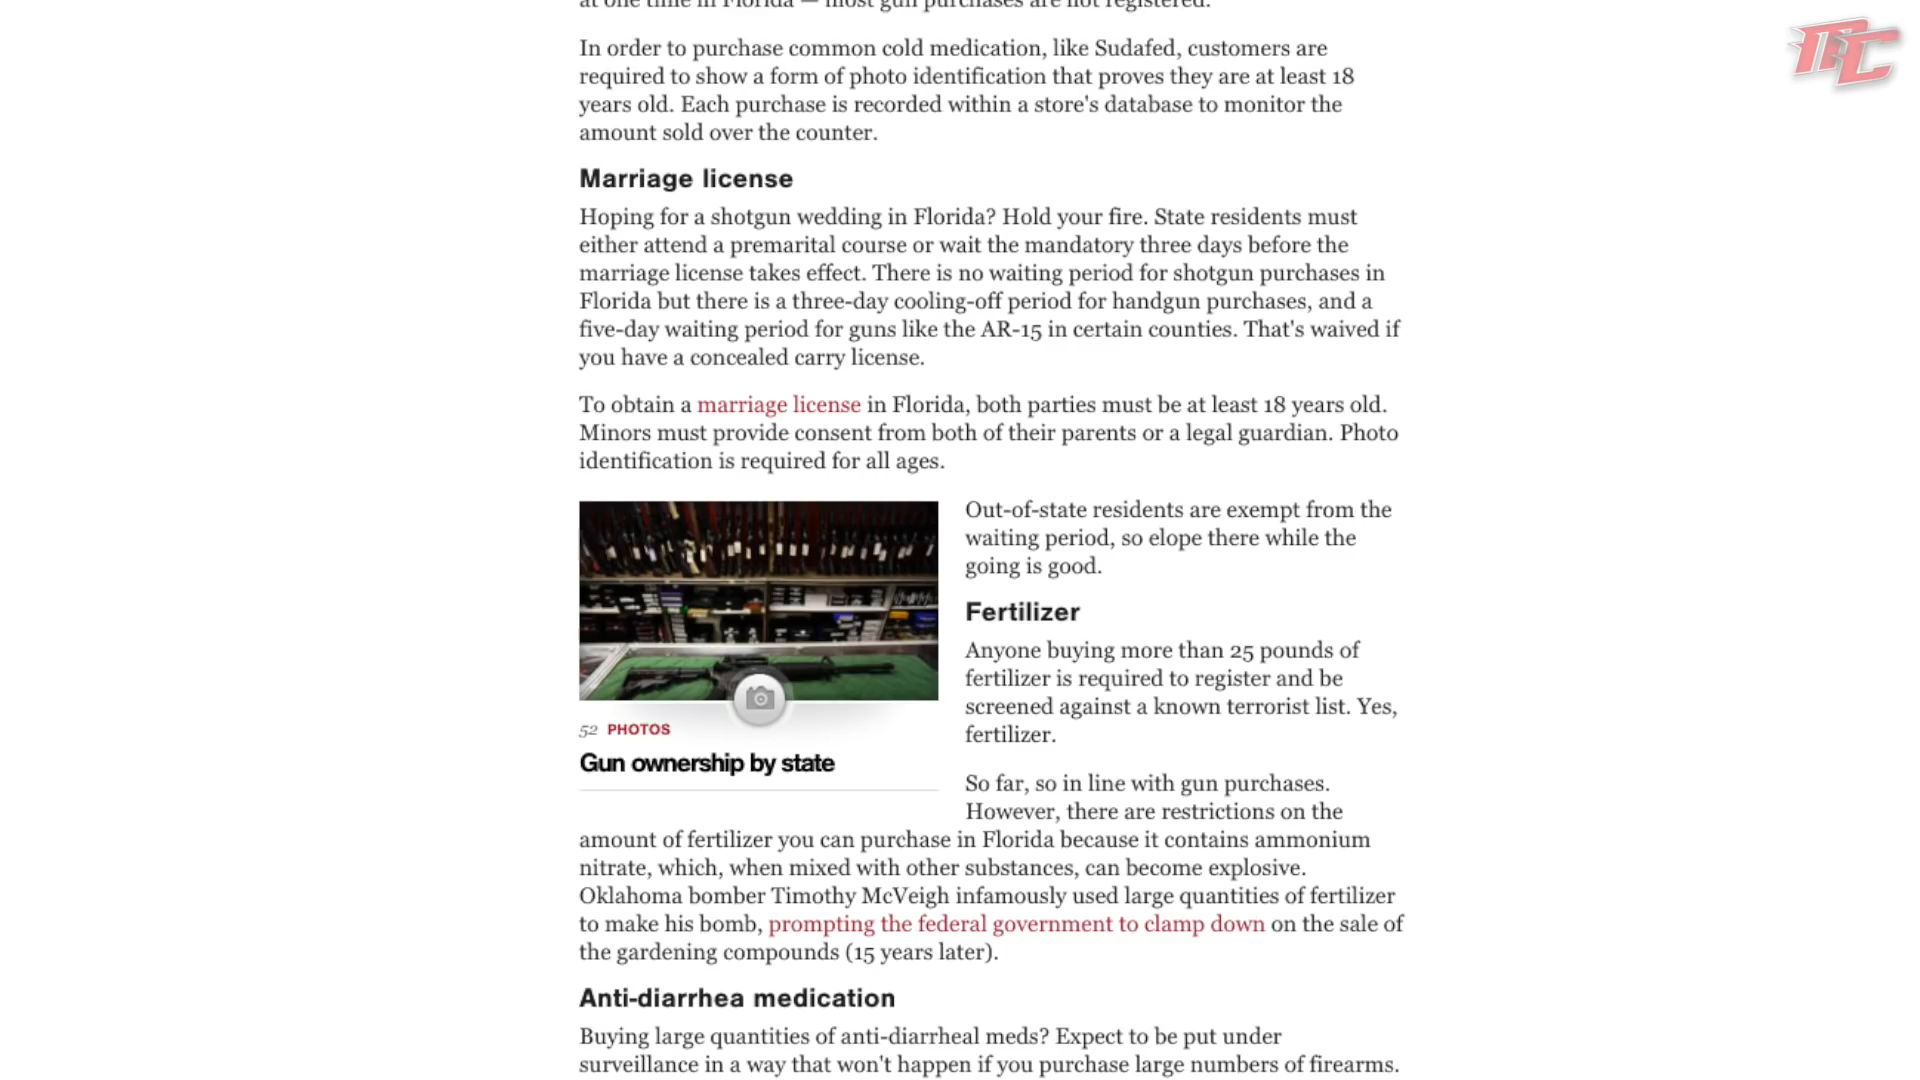 at one time in Florida — most gun purchases are not registered.
In order to purchase common cold medication, like Sudafed, customers are
required to show a form of photo identification that proves they are at least 18
years old. Each purchase is recorded within a store's database to monitor the
amount sold over the counter.
Marriage license
Hoping for a shotgun wedding in Florida? Hold your fire. State residents must
either attend a premarital course or wait the mandatory three days before the
marriage license takes effect. There is no waiting period for shotgun purchases in
Florida but there is a three-day cooling-off period for handgun purchases, and a
five-day waiting period for guns like the AR-15 in certain counties. That's waived if
you have a concealed carry license.
To obtain a marriage license in Florida, both parties must be at least 18 years old.
Minors must provide consent from both of their parents or a legal guardian. Photo
identification is required for all ages.
52 PHOTOS
Gun ownership by state
Out-of-state residents are exempt from the
waiting period, so elope there while the
going is good.
Fertilizer
Anyone buying more than 25 pounds of
fertilizer is required to register and be
screened against a known terrorist list. Yes,
fertilizer.
So far, so in line with gun purchases.
However, there are restrictions on the
amount of fertilizer you can purchase in Florida because it contains ammonium
nitrate, which, when mixed with other substances, can become explosive.
Oklahoma bomber Timothy McVeigh infamously used large quantities of fertilizer
to make his bomb, prompting the federal government to clamp down on the sale of
the gardening compounds (15 years later).
Anti-diarrhea medication
Buying large quantities of anti-diarrheal meds? Expect to be put under
surveillance in a way that won't happen if you purchase large numbers of firearms.